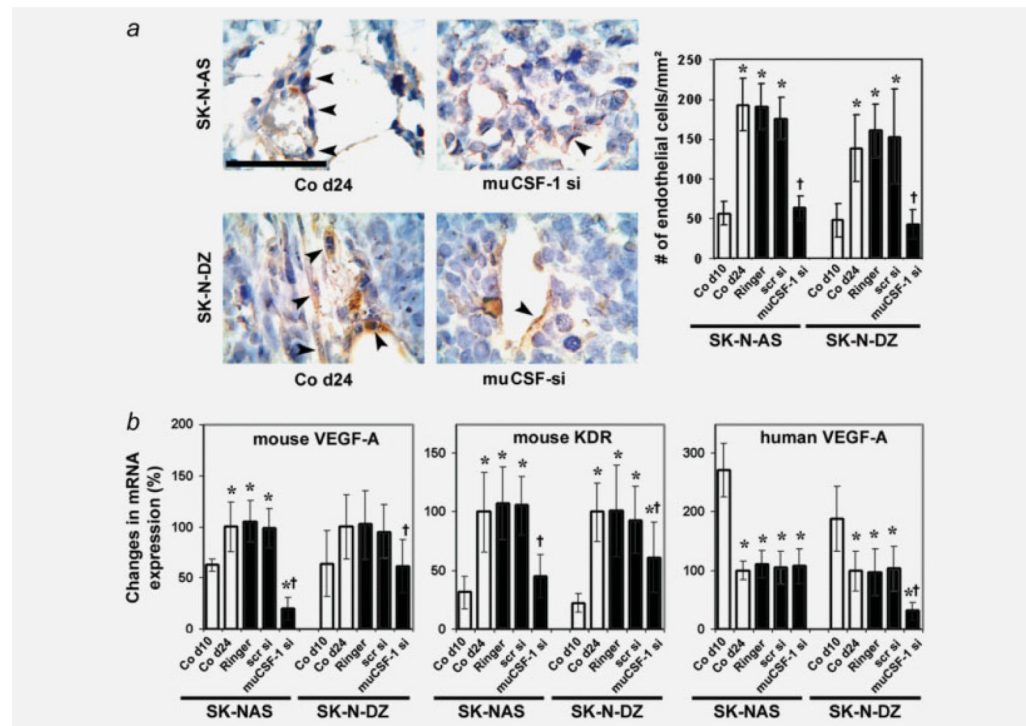 a
SK-N-AS
Co d24
muCSF-1 si
SK-N-DZ
Co d24
muCSF-si
# of endothelial cells/mm²
250
200
150
100
50
0
* * * † * * * †
Co d10 Co d24 Ringer scr si muCSF-1 si Co d10 Co d24 Ringer scr si muCSF-1 si
SK-N-AS SK-N-DZ
b
Changes in mRNA expression (%)
mouse VEGF-A
200
150
100
50
0
* * * *† †
Co d10 Co d24 Ringer scr si muCSF-1 si Co d10 Co d24 Ringer scr si muCSF-1 si
SK-NAS SK-N-DZ
mouse KDR
150
100
50
0
* * * † * * * *†
Co d10 Co d24 Ringer scr si muCSF-1 si Co d10 Co d24 Ringer scr si muCSF-1 si
SK-NAS SK-N-DZ
human VEGF-A
300
200
100
0
* * * * * * * *†
Co d10 Co d24 Ringer scr si muCSF-1 si Co d10 Co d24 Ringer scr si muCSF-1 si
SK-NAS SK-N-DZ